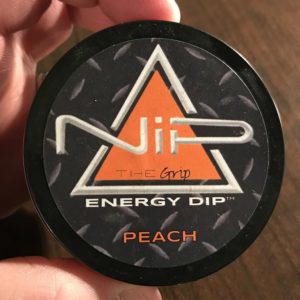 NiP
THE Grip
ENERGY DIP™
PEACH